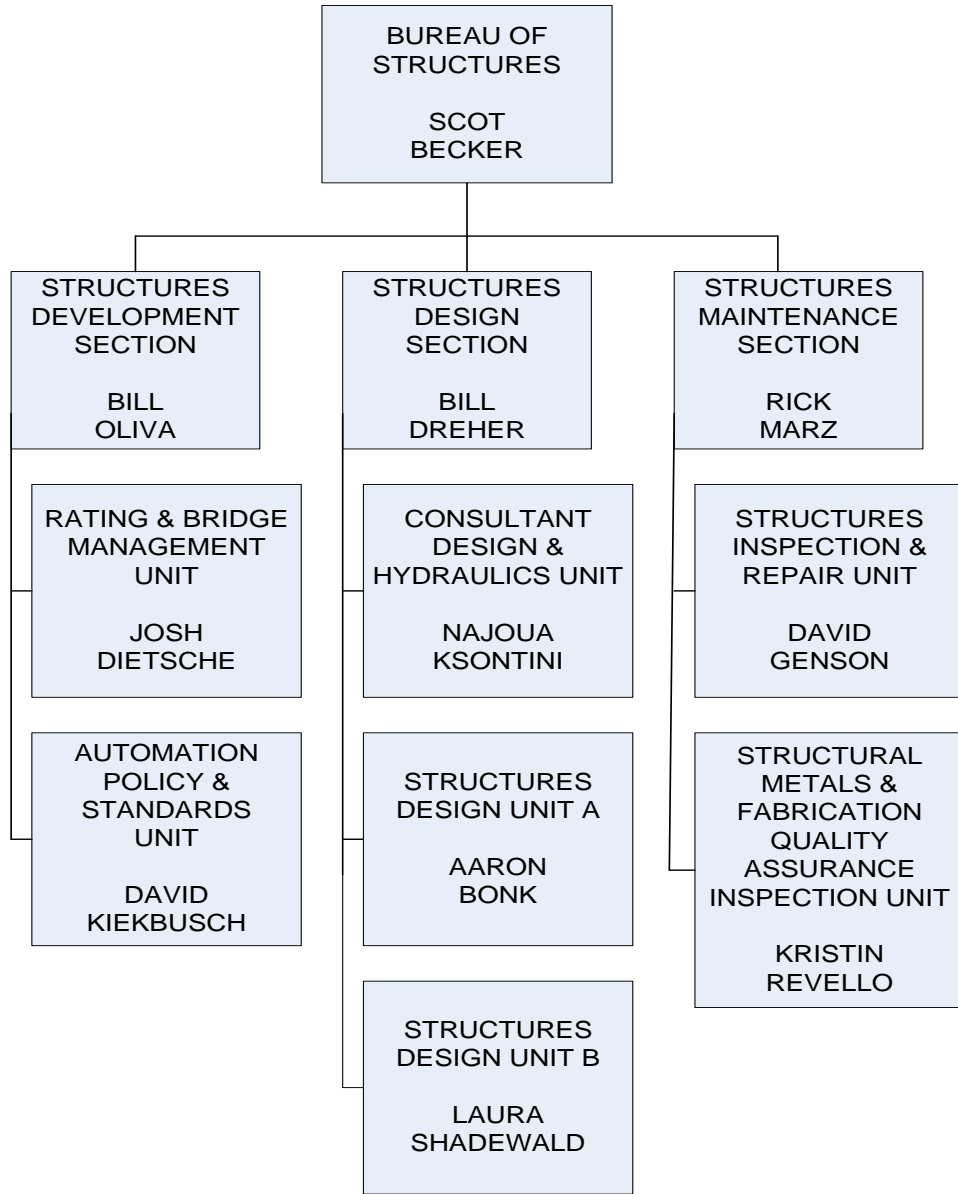 BUREAU OF
STRUCTURES
SCOT
BECKER
STRUCTURES
DEVELOPMENT
SECTION
BILL
OLIVA
RATING & BRIDGE
MANAGEMENT
UNIT
JOSH
DIETSCHE
AUTOMATION
POLICY &
STANDARDS
UNIT
DAVID
KIEKBUSCH
STRUCTURES
DESIGN
SECTION
BILL
DREHER
CONSULTANT
DESIGN &
HYDRAULICS UNIT
NAJOUA
KSONTINI
STRUCTURES
DESIGN UNIT A
AARON
BONK
STRUCTURES
DESIGN UNIT B
LAURA
SHADEWALD
STRUCTURES
MAINTENANCE
SECTION
RICK
MARZ
STRUCTURES
INSPECTION &
REPAIR UNIT
DAVID
GENSON
STRUCTURAL
METALS &
FABRICATION
QUALITY
ASSURANCE
INSPECTION UNIT
KRISTIN
REVELLO